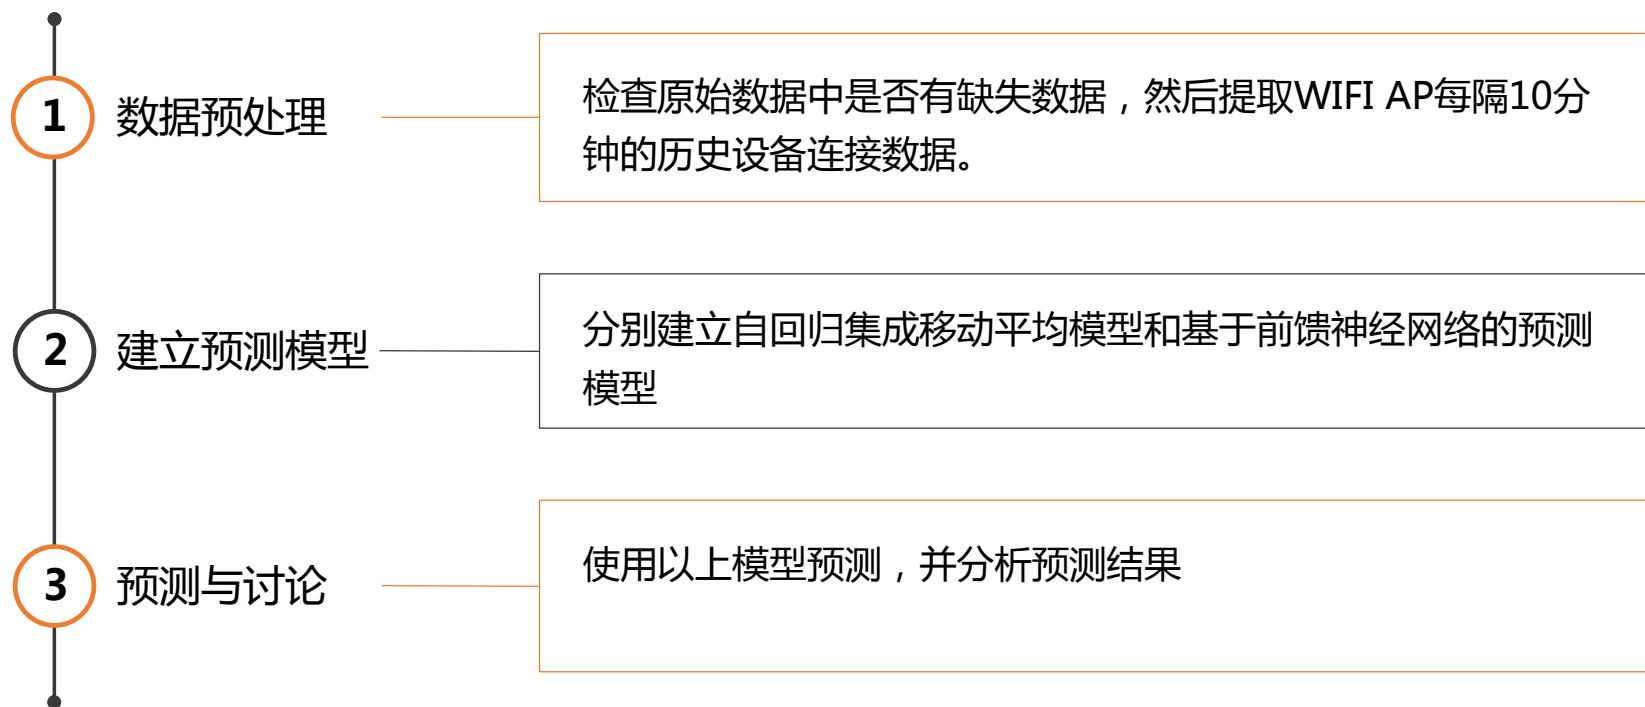 1
数据预处理
检查原始数据中是否有缺失数据，然后提取WIFI AP每隔10分
钟的历史设备连接数据。
2
建立预测模型
分别建立自回归集成移动平均模型和基于前馈神经网络的预测
模型
3
预测与讨论
使用以上模型预测，并分析预测结果